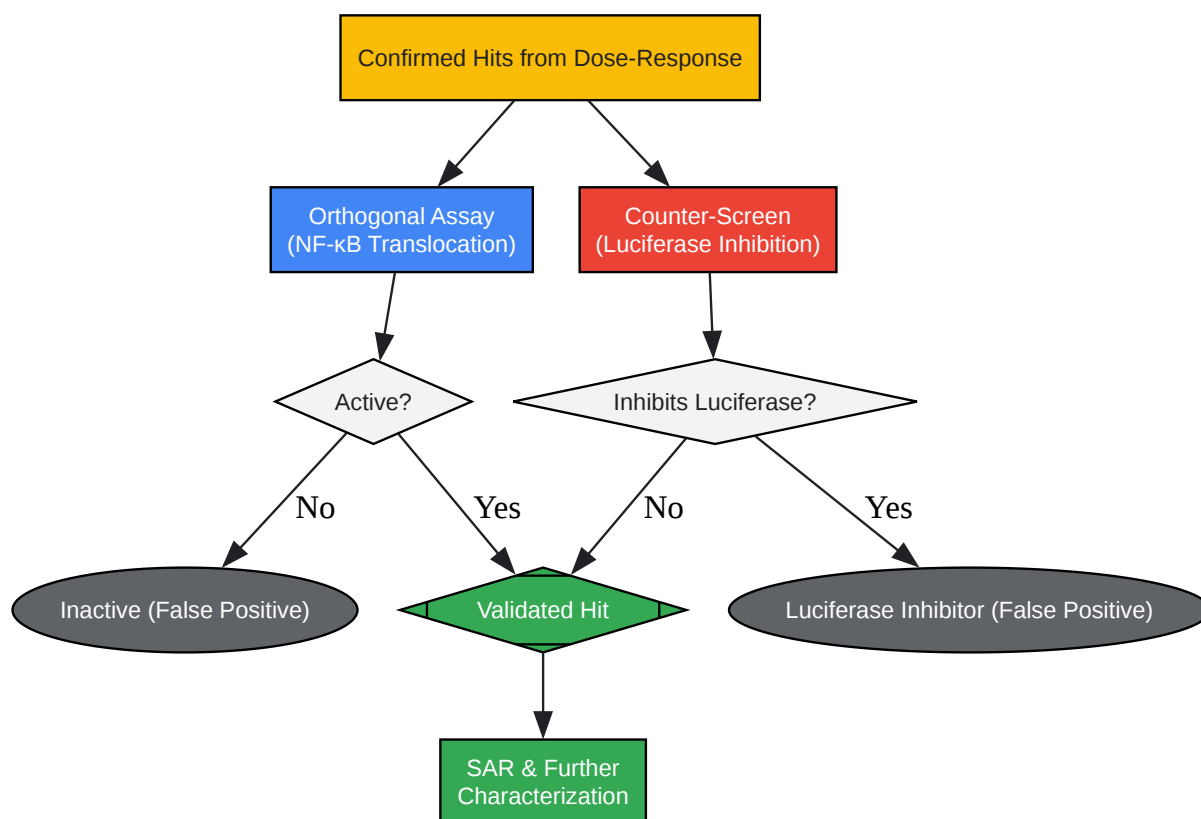 Confirmed Hits from Dose-Response
Orthogonal Assay
(NF-κB Translocation)
Counter-Screen
(Luciferase Inhibition)
Active?
Inhibits Luciferase?
No
Yes
No
Yes
Inactive (False Positive)
Validated Hit
Luciferase Inhibitor (False Positive)
SAR & Further
Characterization